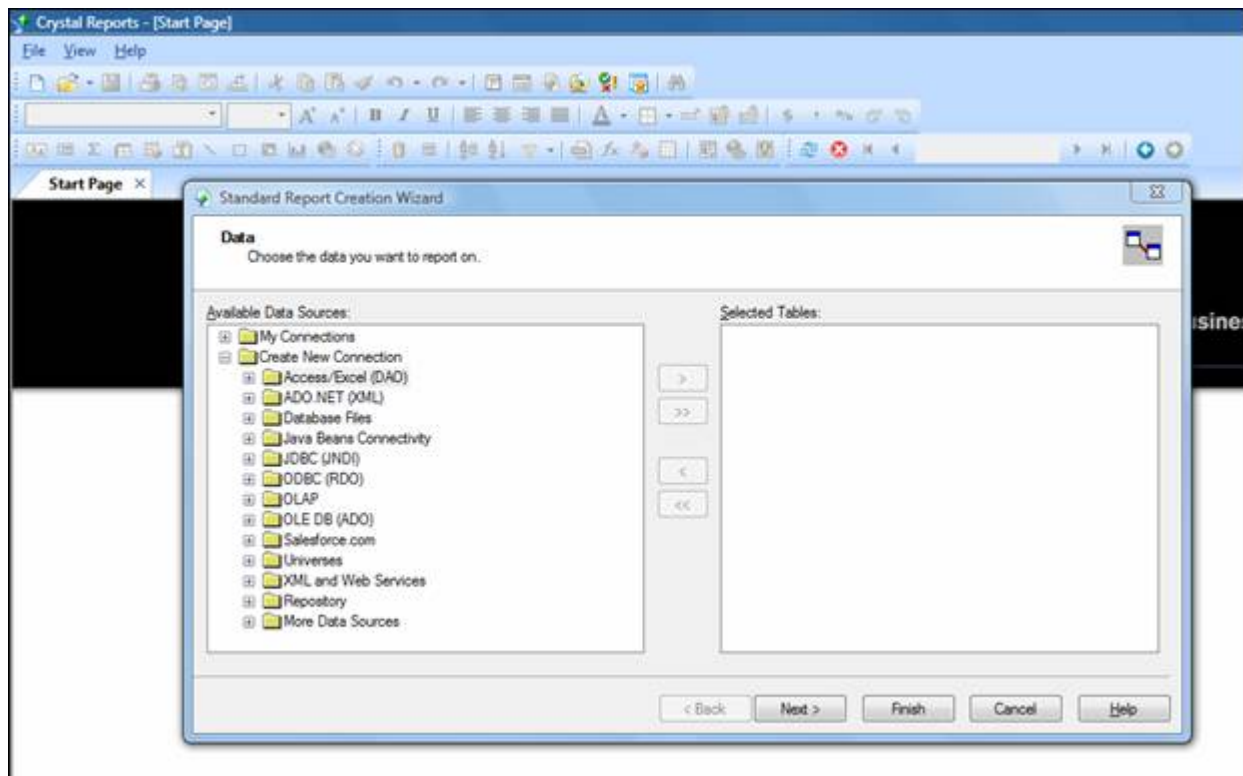 Crystal Reports - [Start Page]
File View Help
Start Page
Standard Report Creation Wizard
Data
Choose the data you want to report on.
Available Data Sources:
Selected Tables:
My Connections
Create New Connection
Access/Excel (DAO)
ADO.NET (XML)
Database Files
Java Beans Connectivity
JDBC (JNDI)
ODBC (RDO)
OLAP
OLE DB (ADO)
Salesforce.com
Universes
XML and Web Services
Repository
More Data Sources
>
>>
<
<<
< Back Next > Finish Cancel Help